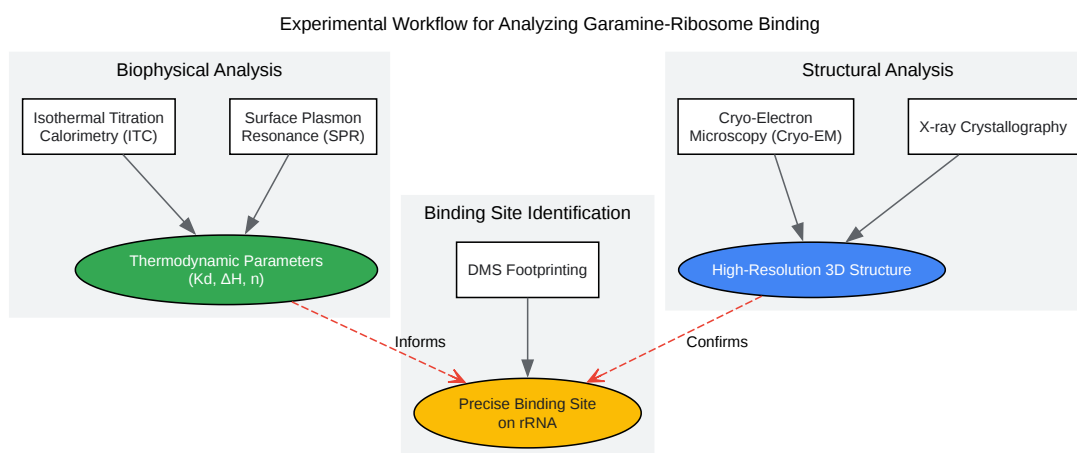 Experimental Workflow for Analyzing Garamine-Ribosome Binding
Biophysical Analysis
Isothermal Titration
Calorimetry (ITC)
Surface Plasmon
Resonance (SPR)
Thermodynamic Parameters
(Kd, ΔH, n)
Informs
Binding Site Identification
DMS Footprinting
Precise Binding Site
on rRNA
Structural Analysis
Cryo-Electron
Microscopy (Cryo-EM)
X-ray Crystallography
High-Resolution 3D Structure
Confirms